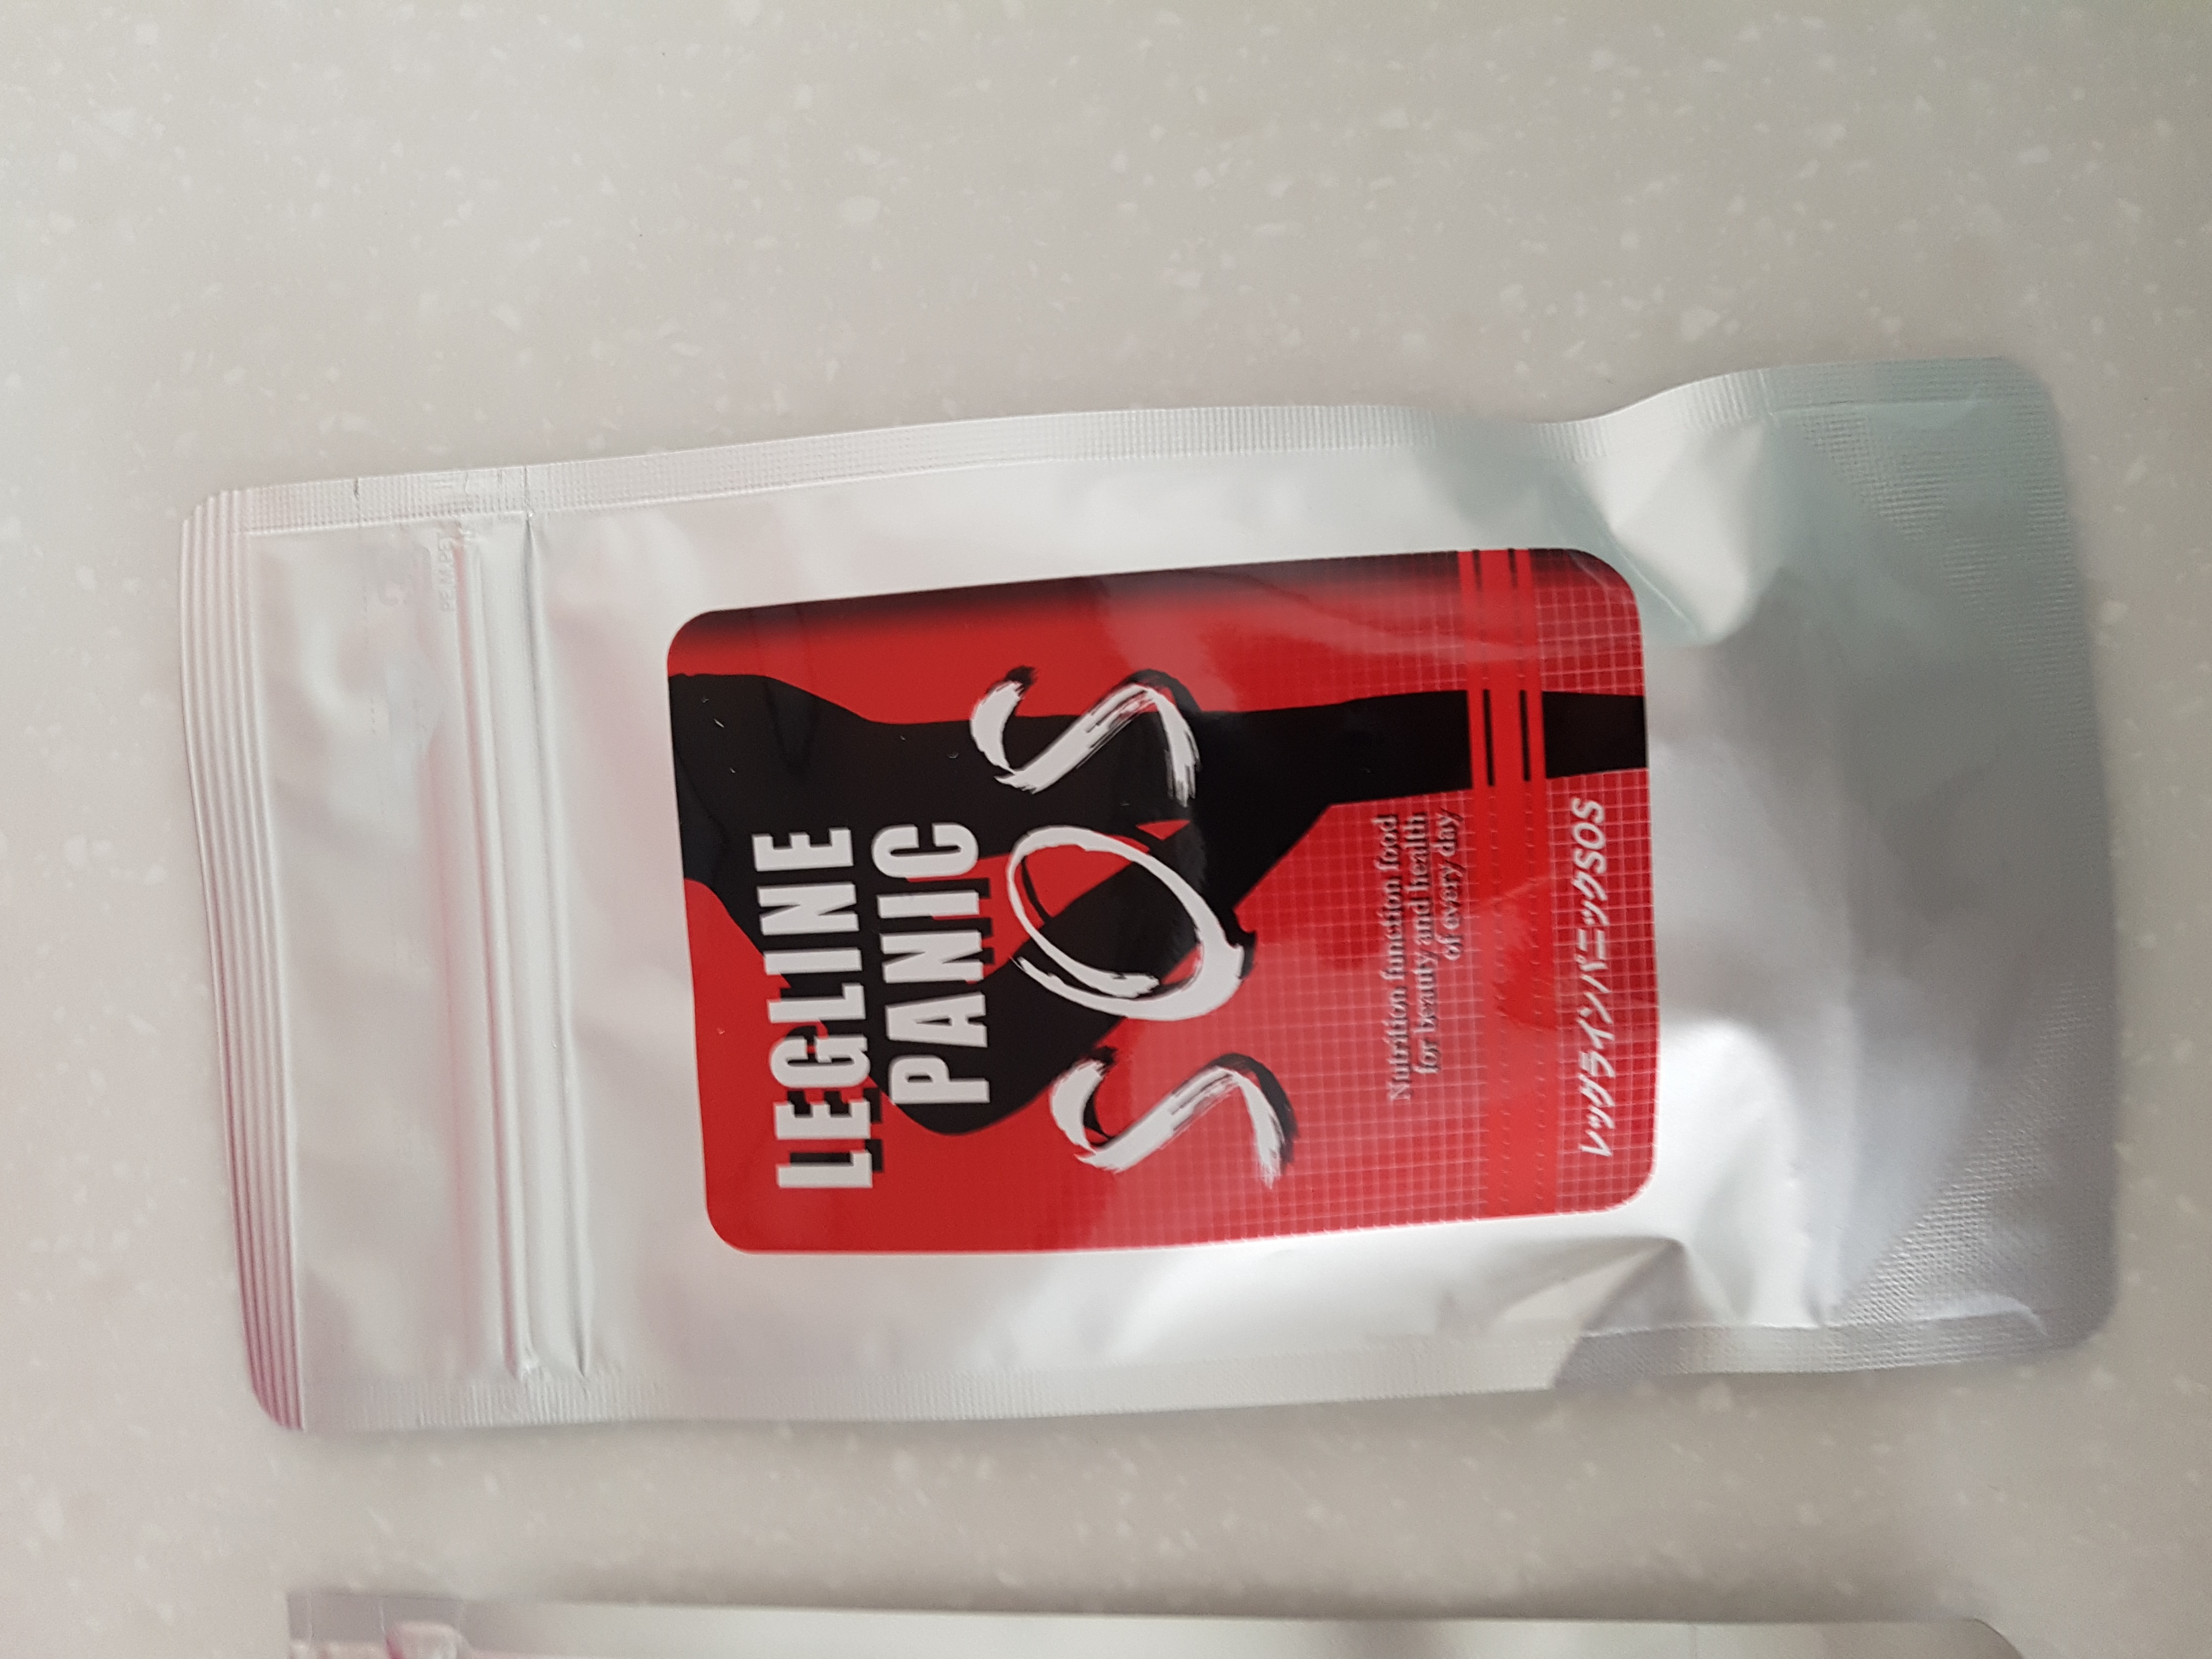 LEGLINE
PANIC
SOS
Nutrition function food
for beauty and health
of every day
レッグラインパニックSOS